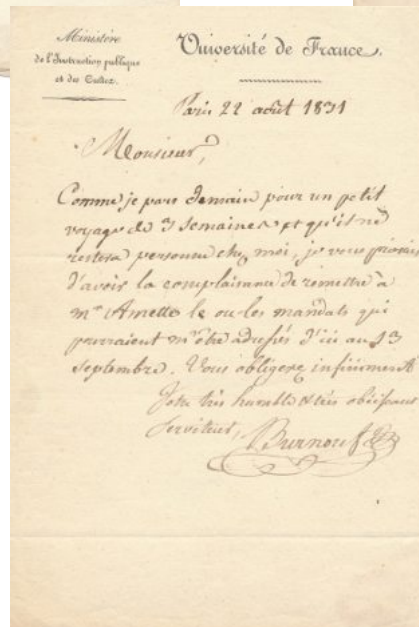 Ministère
de l'Instruction publique
et des Cultes.
Université de France.
Paris 22 août 1831
Monsieur,
Comme je pars demain pour un petit
voyage de 3 semaines et qu'il ne
restera personne chez moi, je vous
d'avoir la complaisance de remettre à
mr Amette le ou les mandats qui
pourraient m'être adressés d'ici au 13
septembre. Vous obligerez infiniment
Votre très humble & très obéissant
serviteur,
Burnouf